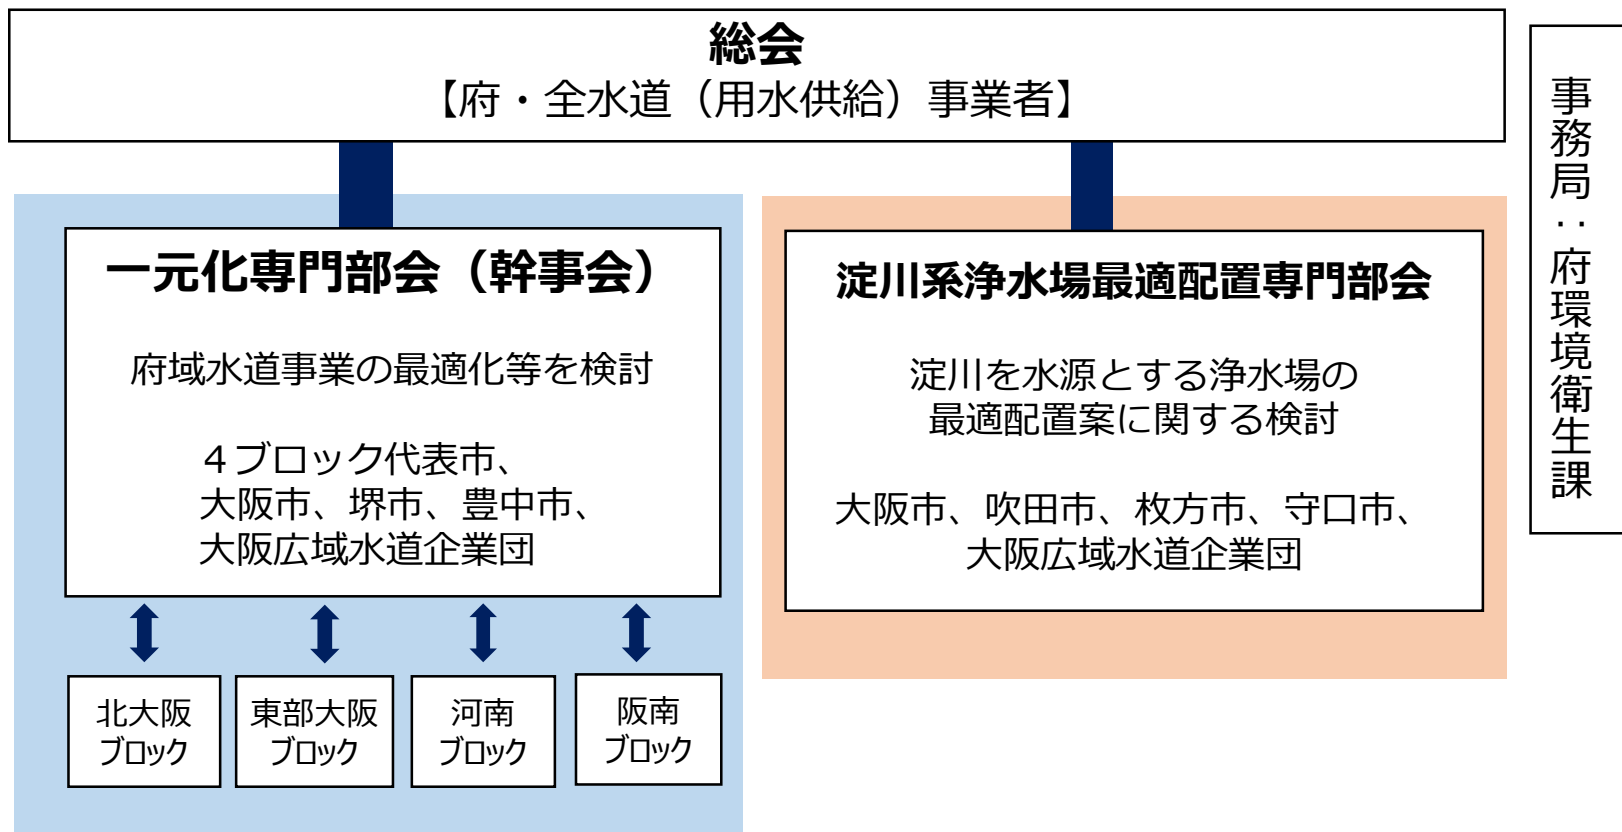 総会
【府・全水道（用水供給）事業者】
一元化専門部会（幹事会）
府域水道事業の最適化等を検討
４ブロック代表市、
大阪市、堺市、豊中市、
大阪広域水道企業団
北大阪
ブロック
東部大阪
ブロック
河南
ブロック
阪南
ブロック
淀川系浄水場最適配置専門部会
淀川を水源とする浄水場の
最適配置案に関する検討
大阪市、吹田市、枚方市、守口市、
大阪広域水道企業団
事務局：府環境衛生課